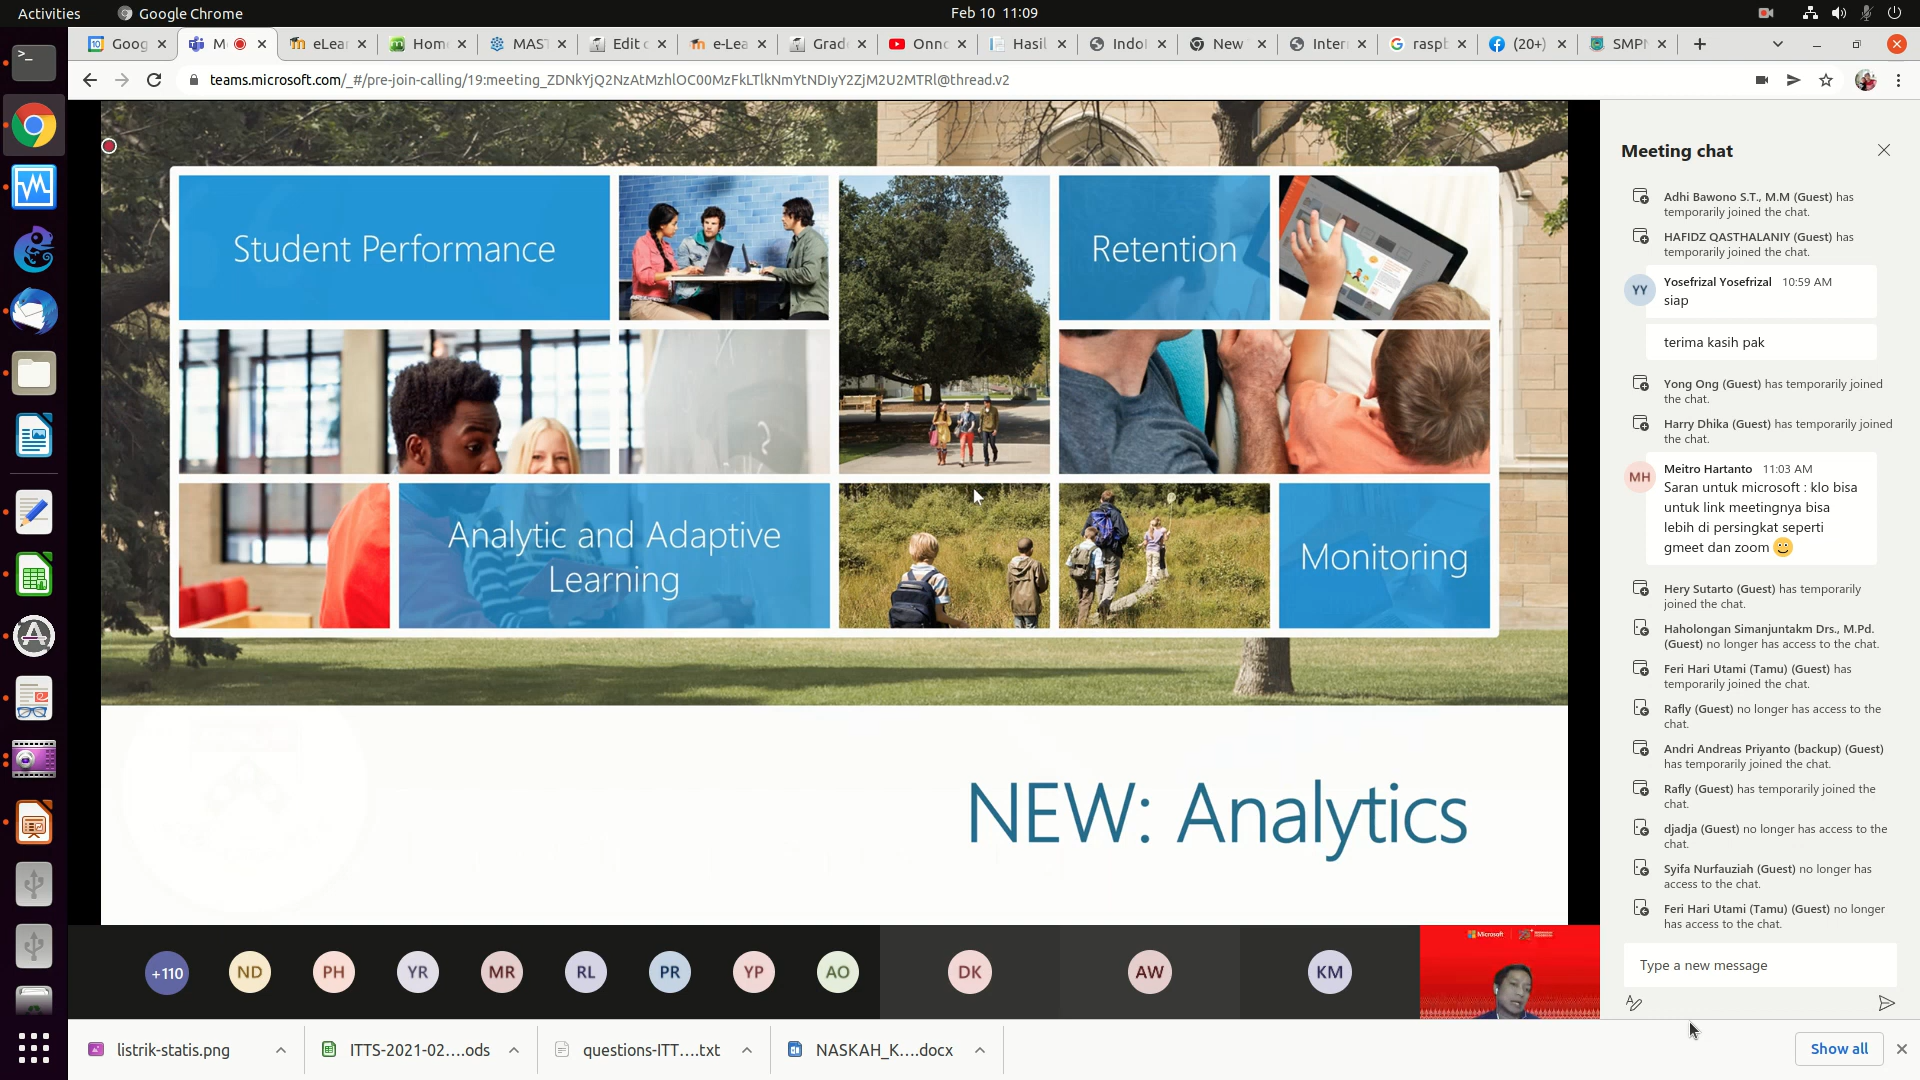 Activities
Google Chrome
Feb 10 11:09
Goog
M
eLear
Home
MAS
Edit c
e-Lea
Grade
Onno
Hasil
Indo
New
Inter
raspb
(20+)
SMPN
teams.microsoft.com/_#/pre-join-calling/19:meeting_ZDNkYjQ2NzAtMzhlOC00MzFkLTlkNmYtNDIyY2ZjM2U2MTRl@thread.v2
Student Performance
Retention
Analytic and Adaptive
Learning
Monitoring
NEW: Analytics
Meeting chat
Adhi Bawono S.T., M.M (Guest) has
temporarily joined the chat.
HAFIDZ QASTHALANIY (Guest) has
temporarily joined the chat.
YY
Yosefrizal Yosefrizal 10:59 AM
siap
terima kasih pak
Yong Ong (Guest) has temporarily joined
the chat.
Harry Dhika (Guest) has temporarily joined
the chat.
MH
Meitro Hartanto 11:03 AM
Saran untuk microsoft : klo bisa
untuk link meetingnya bisa
lebih di persingkat seperti
gmeet dan zoom
Hery Sutarto (Guest) has temporarily
joined the chat.
Haholongan Simanjuntakm Drs., M.Pd.
(Guest) no longer has access to the chat.
Feri Hari Utami (Tamu) (Guest) has
temporarily joined the chat.
Rafly (Guest) no longer has access to the
chat.
Andri Andreas Priyanto (backup) (Guest)
has temporarily joined the chat.
Rafly (Guest) has temporarily joined the
chat.
djadja (Guest) no longer has access to the
chat.
Syifa Nurfauziah (Guest) no longer has
access to the chat.
Feri Hari Utami (Tamu) (Guest) no longer
has access to the chat.
Type a new message
+110
ND
PH
YR
MR
RL
PR
YP
AO
DK
AW
KM
Microsoft
listrik-statis.png
ITTS-2021-02....ods
questions-ITT....txt
NASKAH_K....docx
Show all